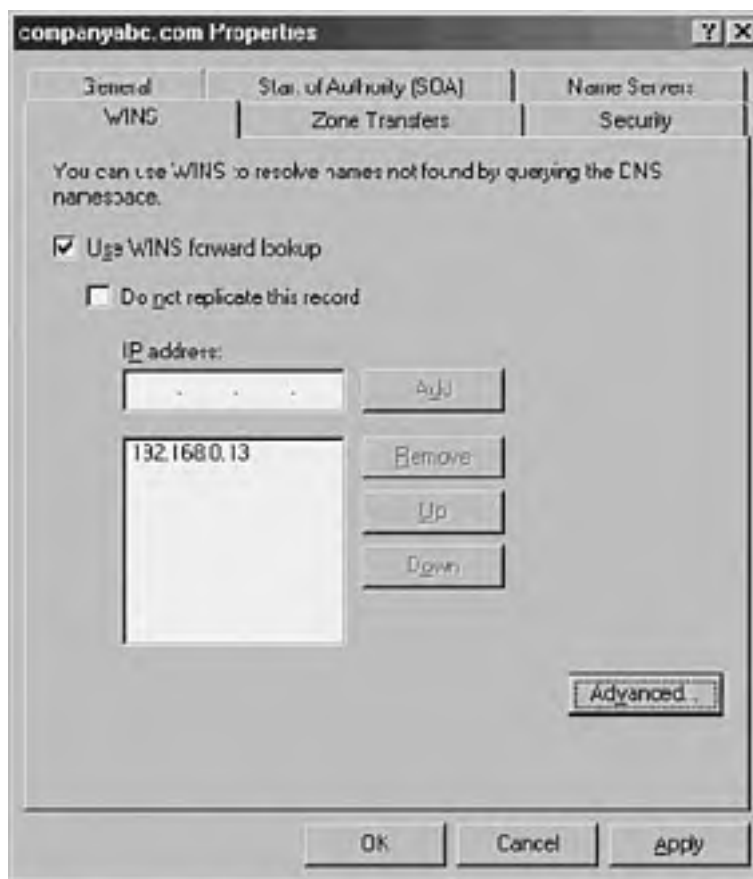 companyabc.com Properties
General Start of Authority (SOA) Name Servers
WINS Zone Transfers Security
You can use WINS to resolve names not found by querying the DNS
namespace.
Use WINS forward lookup
Do not replicate this record
IP address:
Add
192.168.0.13
Remove
Up
Down
Advanced...
OK Cancel Apply